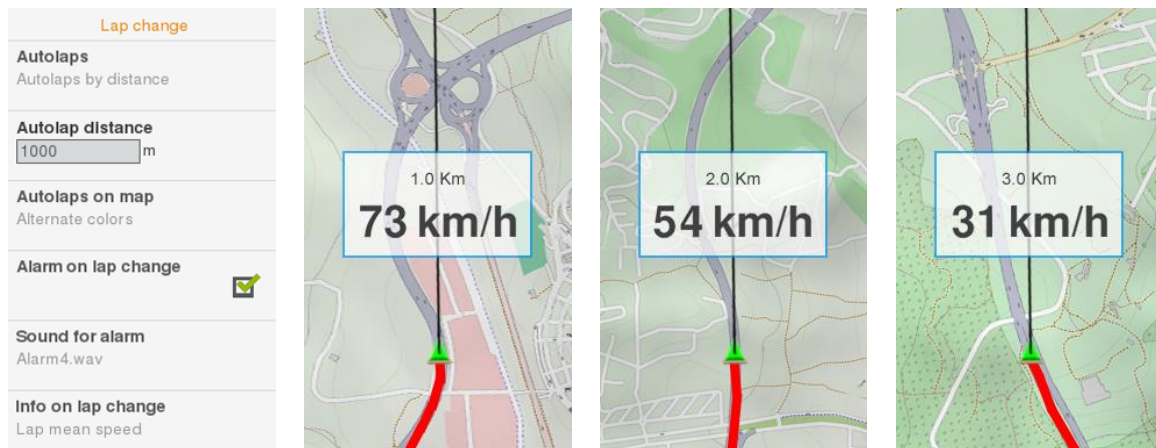 Lap change
Autolaps
Autolaps by distance
Autolap distance
1000 m
Autolaps on map
Alternate colors
Alarm on lap change
Sound for alarm
Alarm4.wav
Info on lap change
Lap mean speed
1.0 Km
73 km/h
2.0 Km
54 km/h
3.0 Km
31 km/h